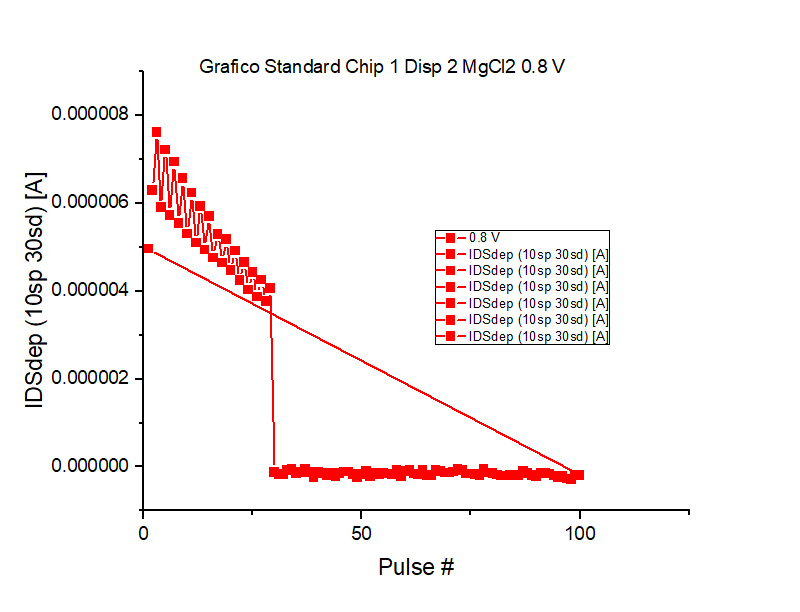 Grafico Standard Chip 1 Disp 2 MgCl2 0.8 V
0.000008
0.000006
0.000004
0.000002
0.000000
IDSdep (10sp 30sd) [A]
0.8 V
IDSdep (10sp 30sd) [A]
IDSdep (10sp 30sd) [A]
IDSdep (10sp 30sd) [A]
IDSdep (10sp 30sd) [A]
IDSdep (10sp 30sd) [A]
IDSdep (10sp 30sd) [A]
0 50 100
Pulse #